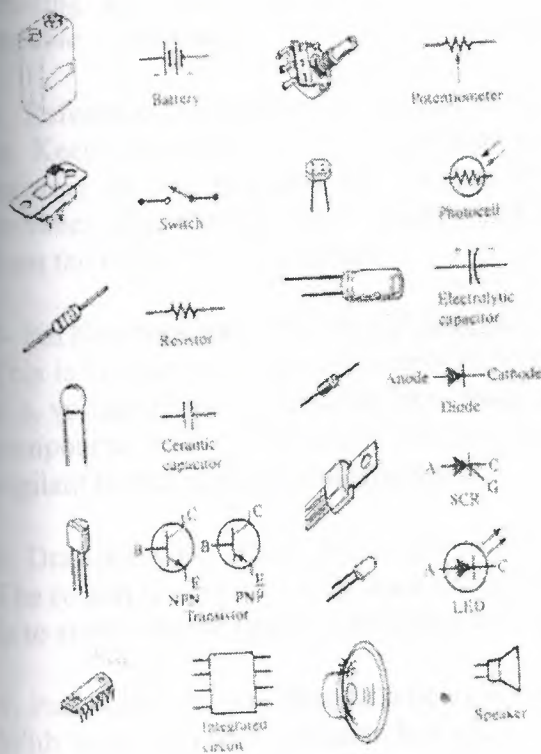 Battery
Potentiometer
Switch
Photocell
+ −
Electrolytic
capacitor
Resistor
Anode Cathode
Diode
Ceramic
capacitor
A C
G
SCR
C C
B B
E E
NPN PNP
Transistor
A C
LED
Integrated
circuit
Speaker